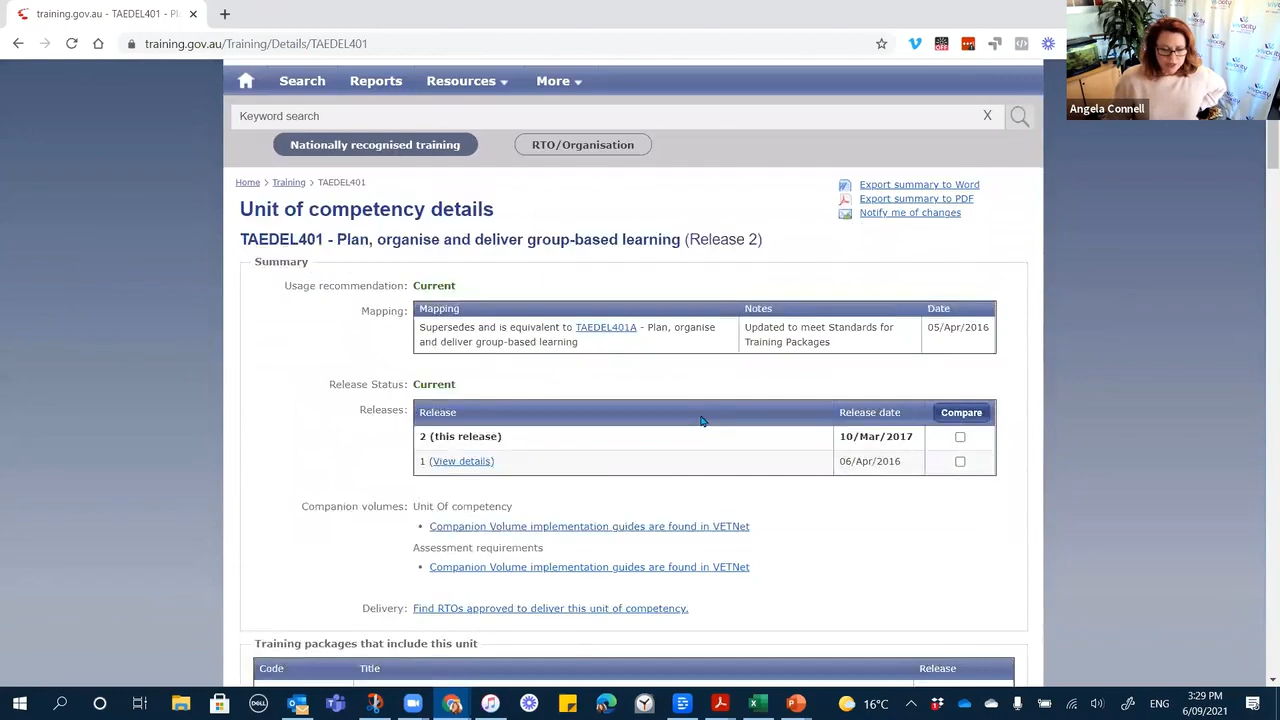 training.gov.au - TAEDEL401 - Pl
training.gov.au/Training/Details/TAEDEL401
OFF
Angela Connell
vivacity
Search Reports Resources More
Keyword search X
Nationally recognised training RTO/Organisation
Home > Training > TAEDEL401
Export summary to Word
Export summary to PDF
Notify me of changes
Unit of competency details
TAEDEL401 - Plan, organise and deliver group-based learning (Release 2)
Summary
Usage recommendation: Current
Mapping: Mapping Notes Date
Supersedes and is equivalent to TAEDEL401A - Plan, organise Updated to meet Standards for 05/Apr/2016
and deliver group-based learning Training Packages
Release Status: Current
Releases: Release Release date Compare
2 (this release) 10/Mar/2017
1 (View details) 06/Apr/2016
Companion volumes: Unit Of competency
• Companion Volume implementation guides are found in VETNet
Assessment requirements
• Companion Volume implementation guides are found in VETNet
Delivery: Find RTOs approved to deliver this unit of competency.
Training packages that include this unit
Code Title Release
DELL
16°C ENG 3:29 PM
6/09/2021